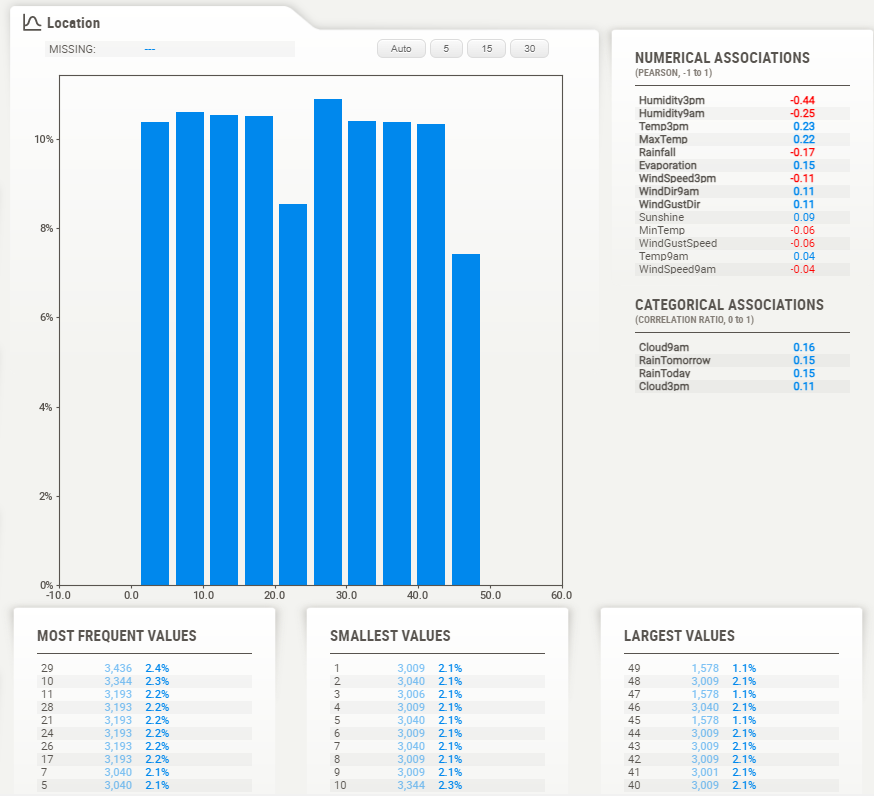 Location
MISSING: ---
Auto 5 15 30
10%
8%
6%
4%
2%
0%
-10.0 0.0 10.0 20.0 30.0 40.0 50.0 60.0
NUMERICAL ASSOCIATIONS
(PEARSON, -1 to 1)
Humidity3pm -0.44
Humidity9am -0.25
Temp3pm 0.23
MaxTemp 0.22
Rainfall -0.17
Evaporation 0.15
WindSpeed3pm -0.11
WindDir9am 0.11
WindGustDir 0.11
Sunshine 0.09
MinTemp -0.06
WindGustSpeed -0.06
Temp9am 0.04
WindSpeed9am -0.04
CATEGORICAL ASSOCIATIONS
(CORRELATION RATIO, 0 to 1)
Cloud9am 0.16
RainTomorrow 0.15
RainToday 0.15
Cloud3pm 0.11
MOST FREQUENT VALUES
29 3,436 2.4%
10 3,344 2.3%
11 3,193 2.2%
28 3,193 2.2%
21 3,193 2.2%
24 3,193 2.2%
26 3,193 2.2%
17 3,193 2.2%
7 3,040 2.1%
5 3,040 2.1%
SMALLEST VALUES
1 3,009 2.1%
2 3,040 2.1%
3 3,006 2.1%
4 3,009 2.1%
5 3,040 2.1%
6 3,009 2.1%
7 3,040 2.1%
8 3,009 2.1%
9 3,009 2.1%
10 3,344 2.3%
LARGEST VALUES
49 1,578 1.1%
48 3,009 2.1%
47 1,578 1.1%
46 3,040 2.1%
45 1,578 1.1%
44 3,009 2.1%
43 3,009 2.1%
42 3,009 2.1%
41 3,001 2.1%
40 3,009 2.1%